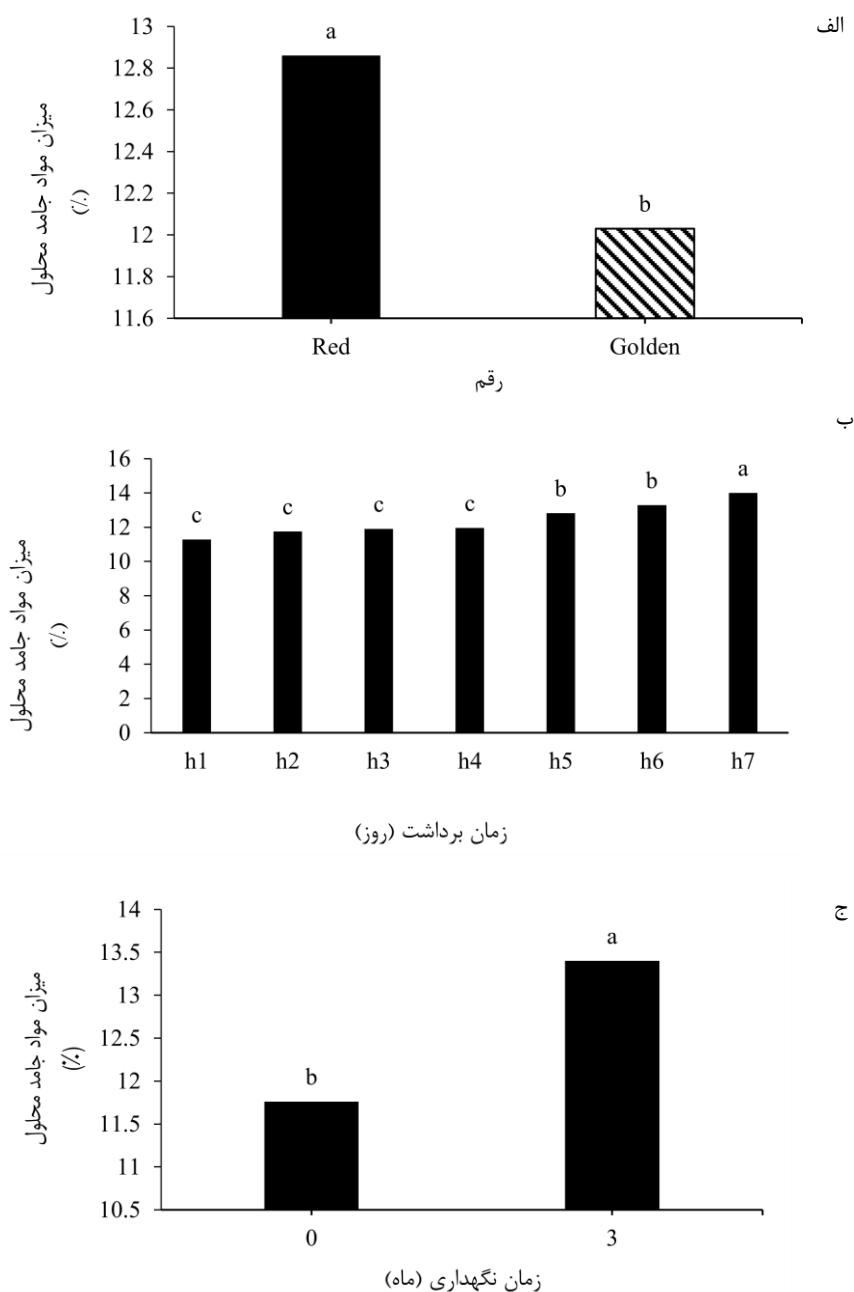 الف
میزان مواد جامد محلول
(٪)
13
12.8
12.6
12.4
12.2
12
11.8
11.6
a
b
Red
Golden
رقم
ب
میزان مواد جامد محلول
(٪)
16
14
12
10
8
6
4
2
0
c
c
c
c
b
b
a
h1
h2
h3
h4
h5
h6
h7
زمان برداشت (روز)
ج
میزان مواد جامد محلول
(٪)
14
13.5
13
12.5
12
11.5
11
10.5
b
a
0
3
زمان نگهداری (ماه)